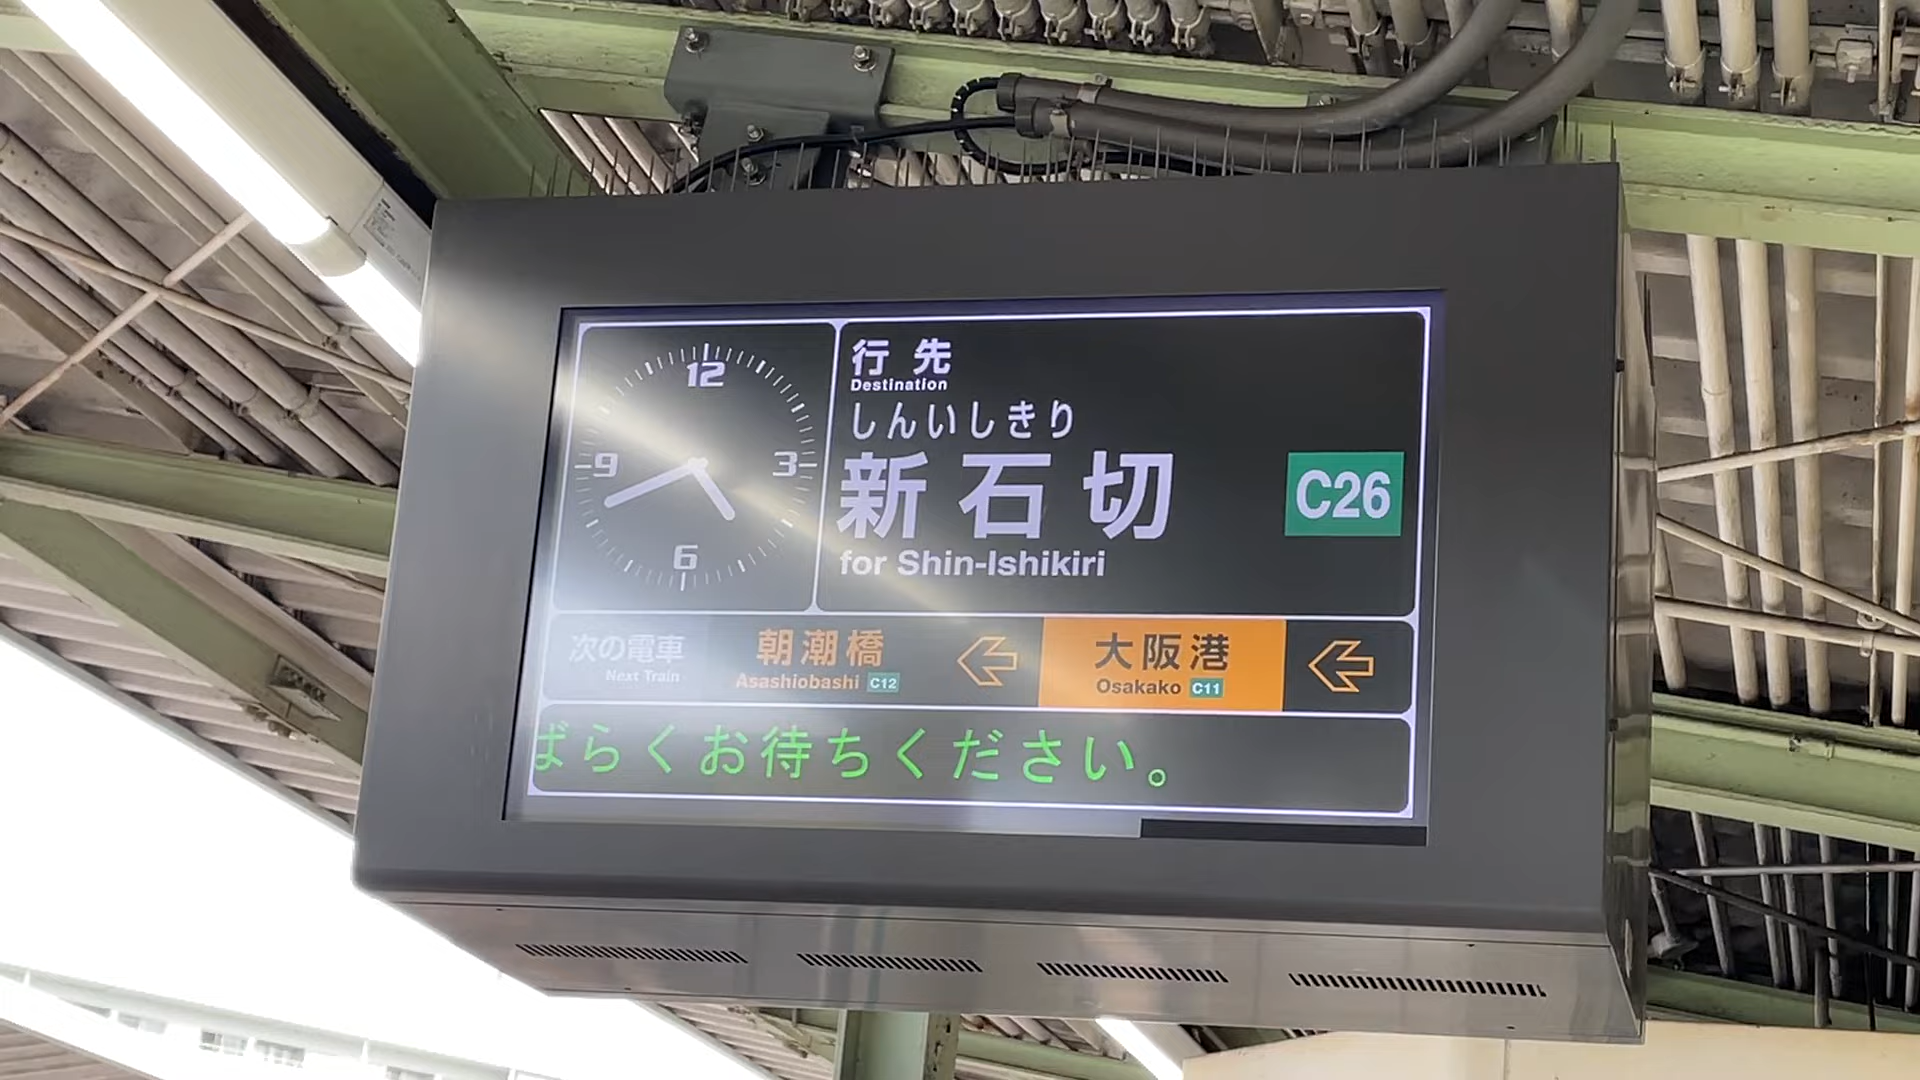 12
9
3
6
行先
Destination
しんいしきり
新石切
for Shin-Ishikiri
C26
次の電車
Next Train
朝潮橋
Asashiobashi C12
大阪港
Osakako C11
ばらくお待ちください。